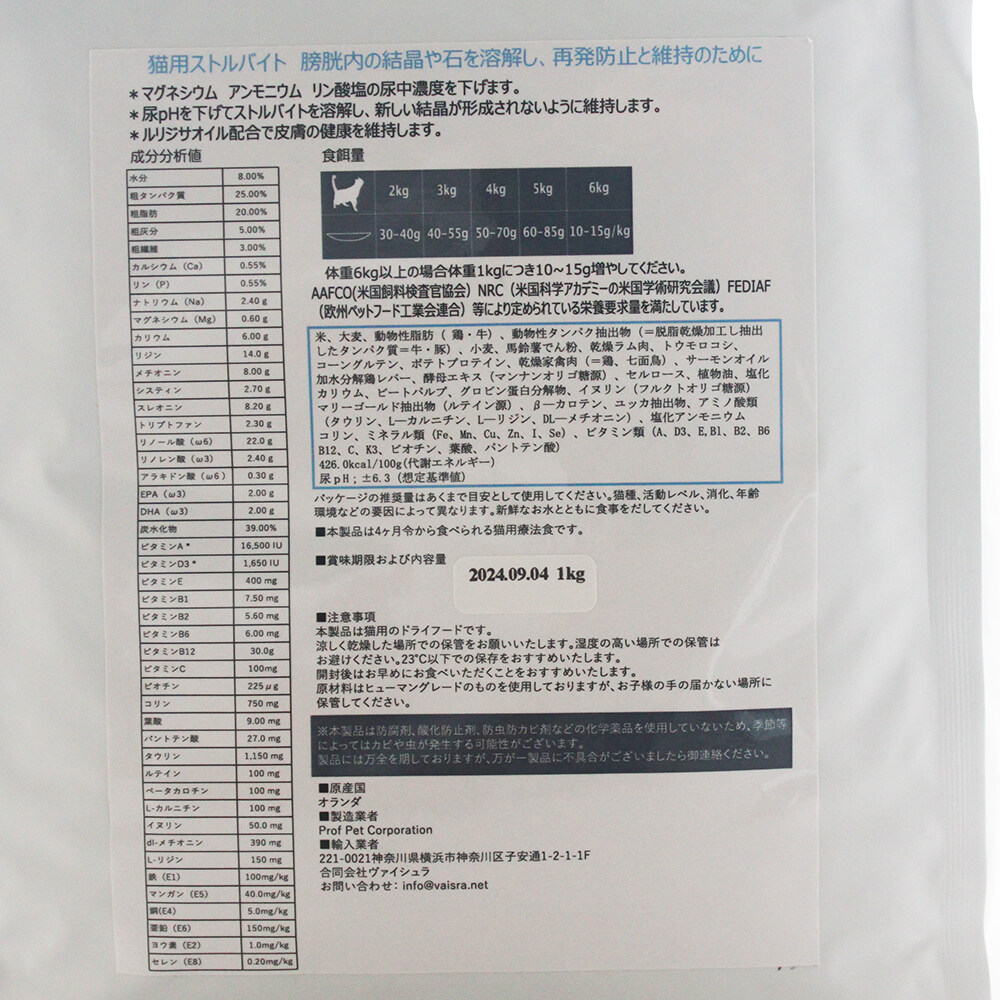 猫用ストルバイト 膀胱内の結晶や石を溶解し、再発防止と維持のために
＊マグネシウム アンモニウム リン酸塩の尿中濃度を下げます。
＊尿pHを下げてストルバイトを溶解し、新しい結晶が形成されないように維持します。
＊ルリジサオイル配合で皮膚の健康を維持します。
成分分析値
水分 8.00%
粗タンパク質 25.00%
粗脂肪 20.00%
粗灰分 5.00%
粗繊維 3.00%
カルシウム（Ca） 0.55%
リン（P） 0.55%
ナトリウム（Na） 2.40 g
マグネシウム（Mg） 0.60 g
カリウム 6.00 g
リジン 14.0 g
メチオニン 8.00 g
システィン 2.70 g
スレオニン 8.20 g
トリプトファン 2.30 g
リノール酸（ω6） 22.0 g
リノレン酸（ω3） 2.40 g
アラキドン酸（ω6） 0.30 g
EPA（ω3） 2.00 g
DHA（ω3） 2.00 g
炭水化物 39.00%
ビタミンA* 16,500 IU
ビタミンD3* 1,650 IU
ビタミンE 400 mg
ビタミンB1 7.50 mg
ビタミンB2 5.60 mg
ビタミンB6 6.00 mg
ビタミンB12 30.0g
ビタミンC 100mg
ビオチン 225μg
コリン 750 mg
葉酸 9.00 mg
パントテン酸 27.0 mg
タウリン 1,150 mg
ルテイン 100 mg
ベータカロチン 100 mg
L-カルニチン 100 mg
イヌリン 50.0 mg
dl-メチオニン 390 mg
L-リジン 150 mg
鉄（E1） 100mg/kg
マンガン（E5） 40.0mg/kg
銅(E4) 5.0mg/kg
亜鉛（E6） 150mg/kg
ヨウ素（E2） 1.0mg/kg
セレン（E8） 0.20mg/kg
食餌量
2kg 3kg 4kg 5kg 6kg
30-40g 40-55g 50-70g 60-85g 10-15g/kg
体重6kg以上の場合体重1kgにつき10～15g増やしてください。
AAFCO(米国飼料検査官協会）NRC（米国科学アカデミーの米国学術研究会議）FEDIAF
（欧州ペットフード工業会連合）等により定められている栄養要求量を満たしています。
米、大麦、動物性脂肪（鶏・牛）、動物性タンパク抽出物（＝脱脂乾燥加工し抽出
したタンパク質＝牛・豚）、小麦、馬鈴薯でん粉、乾燥ラム肉、トウモロコシ、
コーングルテン、ポテトプロテイン、乾燥家禽肉（＝鶏、七面鳥）、サーモンオイル
加水分解鶏レバー、酵母エキス（マンナンオリゴ糖源）、セルロース、植物油、塩化
カリウム、ビートパルプ、グロビン蛋白分解物、イヌリン（フルクトオリゴ糖源）
マリーゴールド抽出物（ルテイン源）、β―カロテン、ユッカ抽出物、アミノ酸類
（タウリン、L―カルニチン、L―リジン、DL―メチオニン）、塩化アンモニウム
コリン、ミネラル類（Fe、Mn、Cu、Zn、I、Se）、ビタミン類（A、D3、E,B1、B2、B6
B12、C、K3、ビオチン、葉酸、パントテン酸）
426.0kcal/100g(代謝エネルギー)
尿pH；±6.3（想定基準値）
パッケージの推奨量はあくまで目安として使用してください。猫種、活動レベル、消化、年齢
環境などの要因によって異なります。新鮮なお水とともに食事をだしてください。
■本製品は4ヶ月令から食べられる猫用療法食です。
■賞味期限および内容量
2024.09.04 1kg
■注意事項
本製品は猫用のドライフードです。
涼しく乾燥した場所での保管をお願いいたします。湿度の高い場所での保管は
お避けください。23℃以下での保存をおすすめいたします。
開封後はお早めにお食べいただくことをおすすめいたします。
原材料はヒューマングレードのものを使用しておりますが、お子様の手の届かない場所に
保管してください。
※本製品は防腐剤、酸化防止剤、防虫防カビ剤などの化学薬品を使用していないため、季節等
によってはカビや虫が発生する可能性がございます。
製品には万全を期しておりますが、万が一製品に不具合がございましたら御連絡ください。
■原産国
オランダ
■製造業者
Prof Pet Corporation
■輸入業者
221-0021神奈川県横浜市神奈川区子安通1-2-1-1F
合同会社ヴァイシュラ
お問い合わせ: info@vaisra.net